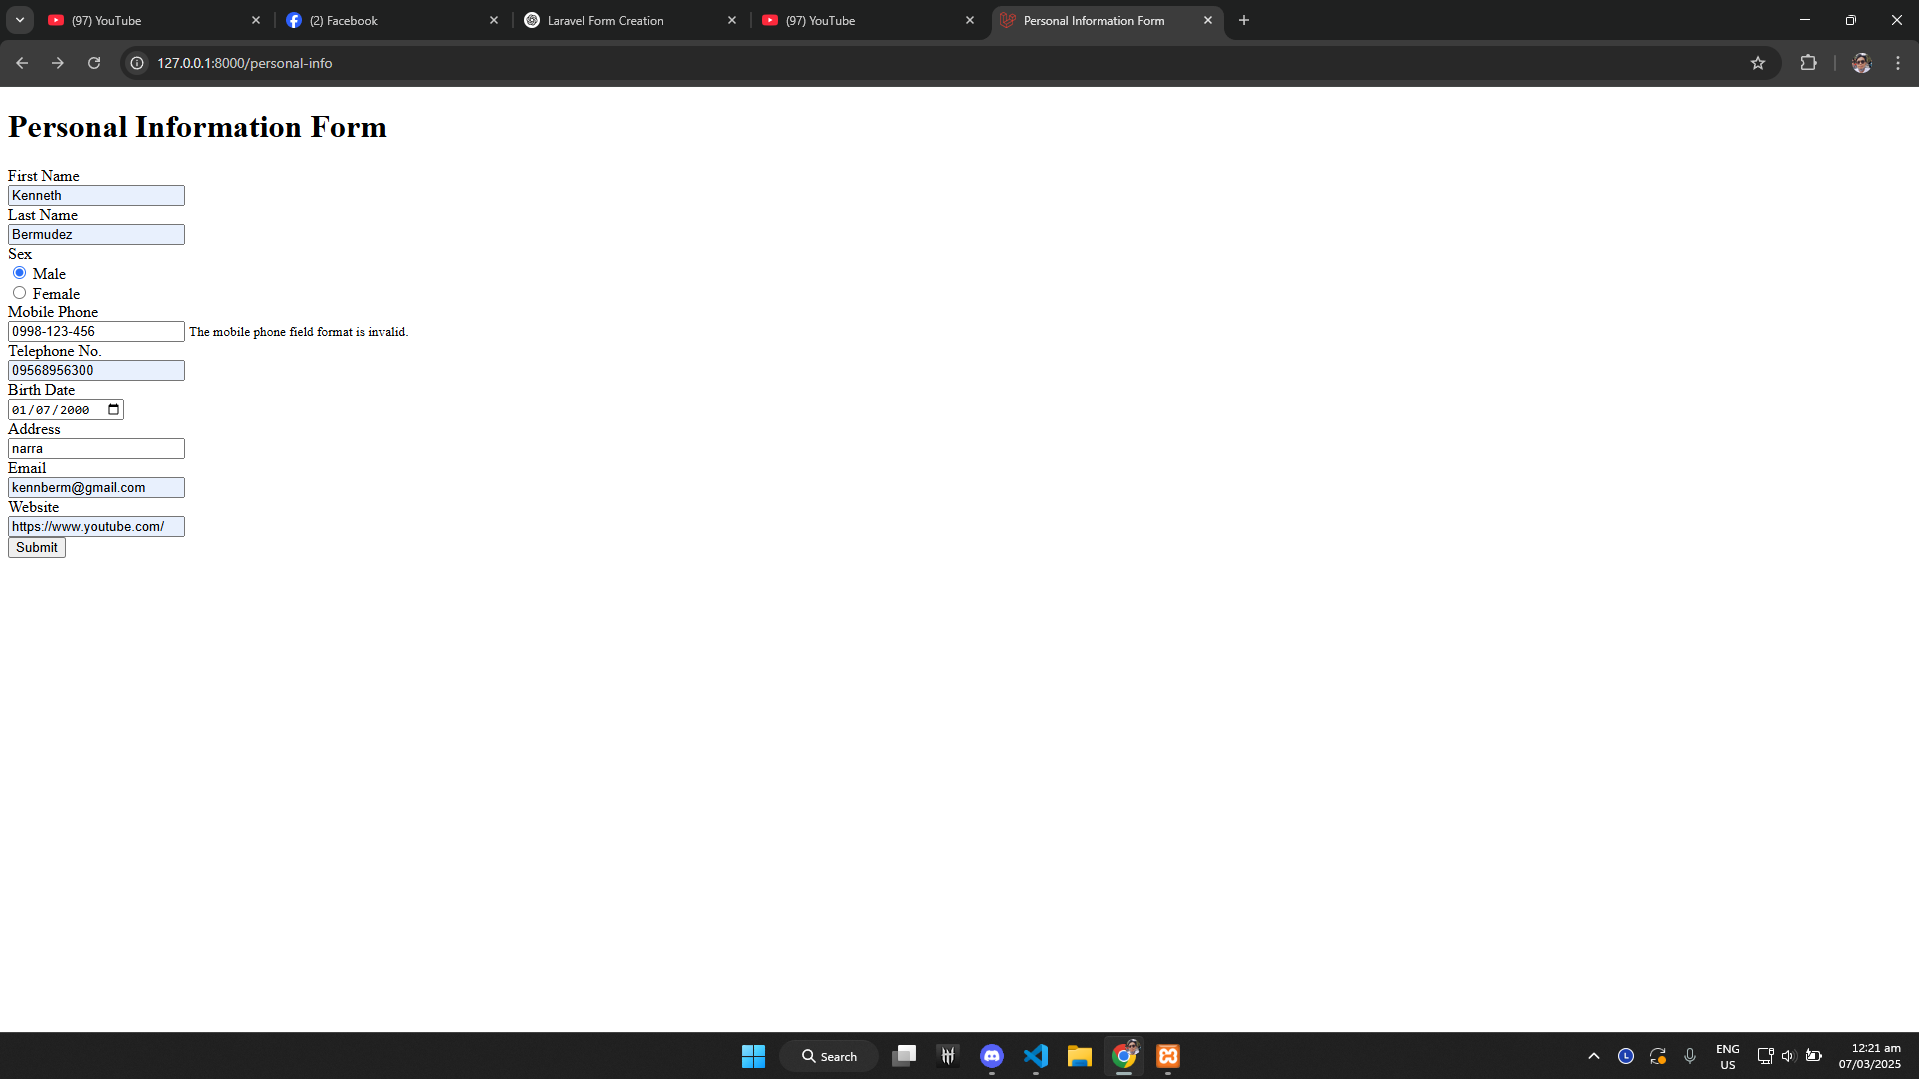 (97) YouTube
(2) Facebook
Laravel Form Creation
(97) YouTube
Personal Information Form
127.0.0.1:8000/personal-info
Personal Information Form
First Name
Kenneth
Last Name
Bermudez
Sex
Male
Female
Mobile Phone
0998-123-456 The mobile phone field format is invalid.
Telephone No.
09568956300
Birth Date
01/07/2000
Address
narra
Email
kennberm@gmail.com
Website
https://www.youtube.com/
Submit
Search
ENG
US
12:21 am
07/03/2025